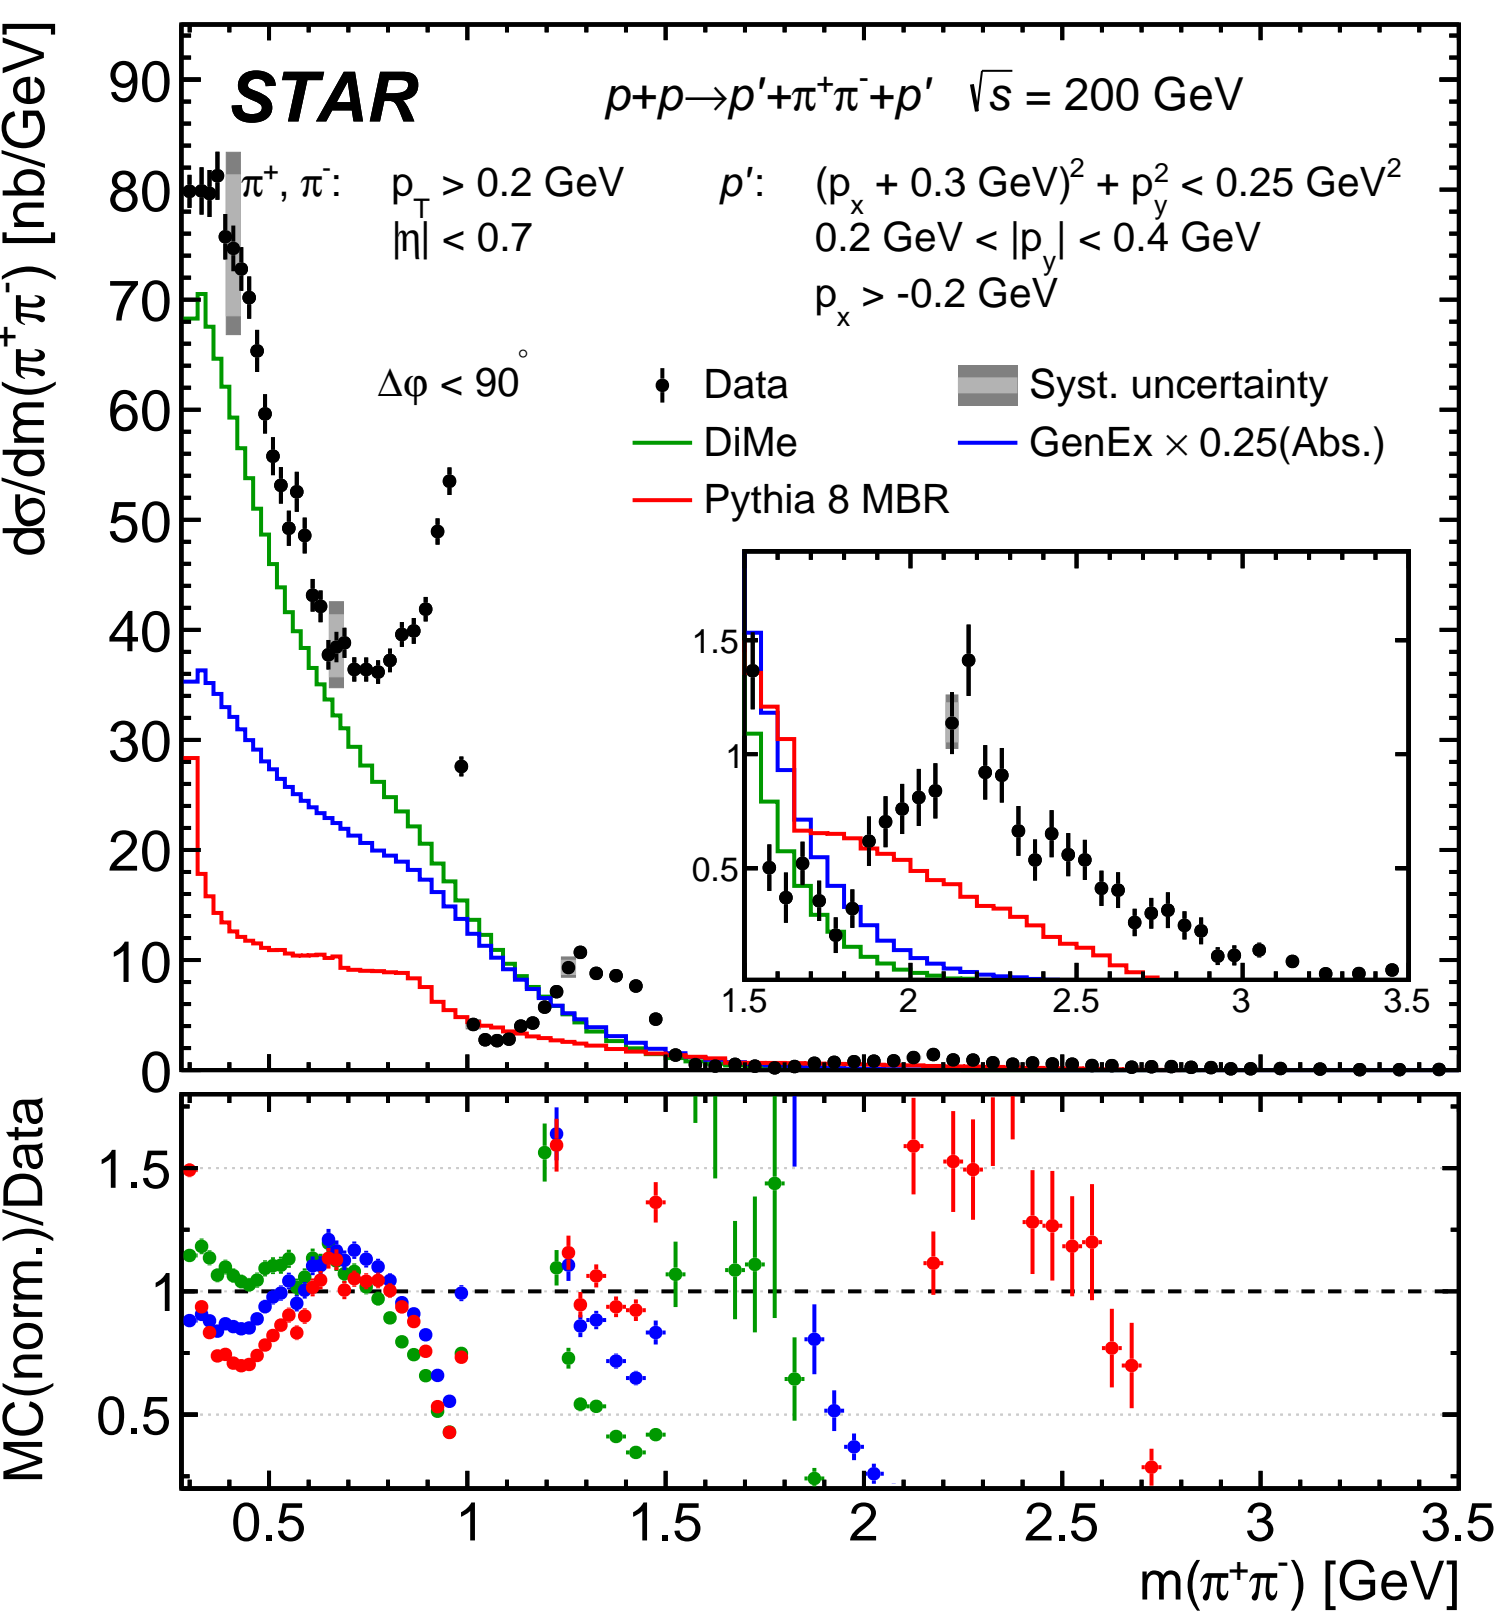 STAR
p+p→p′+π⁺π⁻+p′ √s = 200 GeV
π⁺, π⁻: p_T > 0.2 GeV p′: (p_x + 0.3 GeV)² + p_y² < 0.25 GeV²
|η| < 0.7 0.2 GeV < |p_y| < 0.4 GeV
p_x > -0.2 GeV
Δφ < 90°
Data Syst. uncertainty
DiMe GenEx × 0.25(Abs.)
Pythia 8 MBR
dσ/dm(π⁺π⁻) [nb/GeV]
90
80
70
60
50
40
30
20
10
0
1.5
1
0.5
1.5 2 2.5 3 3.5
MC(norm.)/Data
1.5
1
0.5
0.5 1 1.5 2 2.5 3 3.5
m(π⁺π⁻) [GeV]